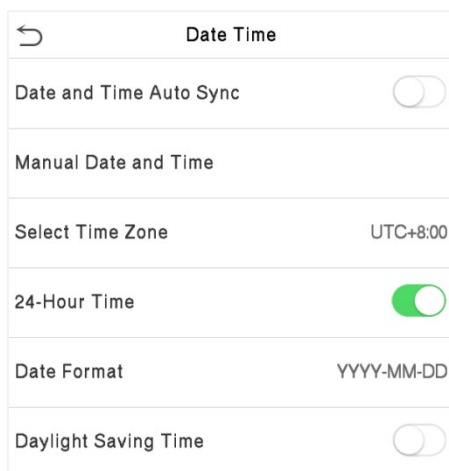 Date Time
Date and Time Auto Sync
Manual Date and Time
Select Time Zone UTC+8:00
24-Hour Time
Date Format YYYY-MM-DD
Daylight Saving Time